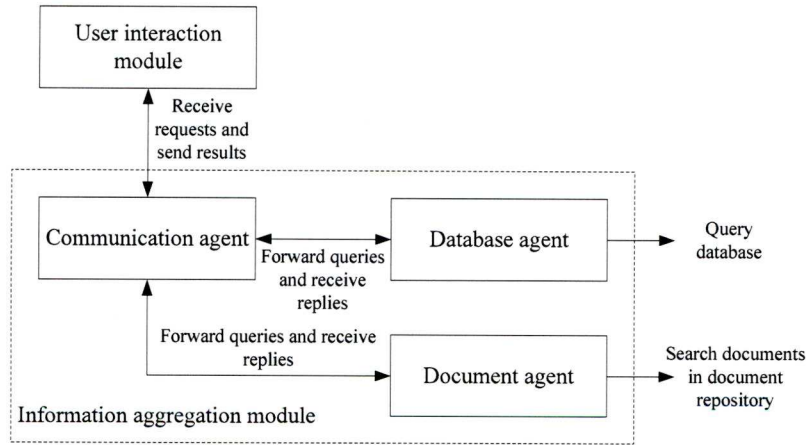 User interaction
module
Receive
requests and
send results
Communication agent
Database agent
Query
database
Forward queries
and receive
replies
Forward queries and receive
replies
Document agent
Search documents
in document
repository
Information aggregation module